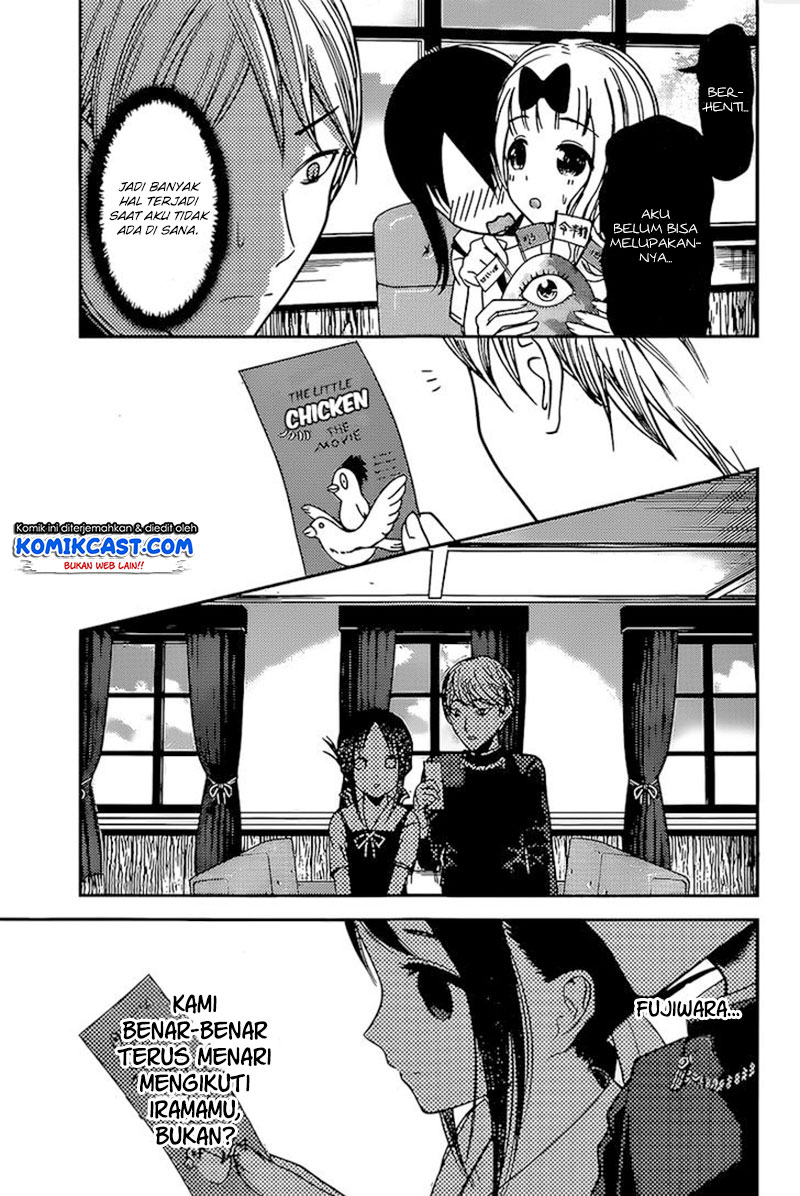 BER-
HENTI..
AKU
BELUM BISA
MELUPAKAN-
NYA...
JADI BANYAK
HAL TERJADI
SAAT AKU TIDAK
ADA DI SANA.
THE LITTLE
CHICKEN
THE
MOVIE
Komik ini diterjemahkan & diedit oleh
KOMIKCAST.COM
BUKAN WEB LAIN!!
FUJIWARA...
KAMI
BENAR-BENAR
TERUS MENARI
MENGIKUTI
IRAMAMU,
BUKAN?